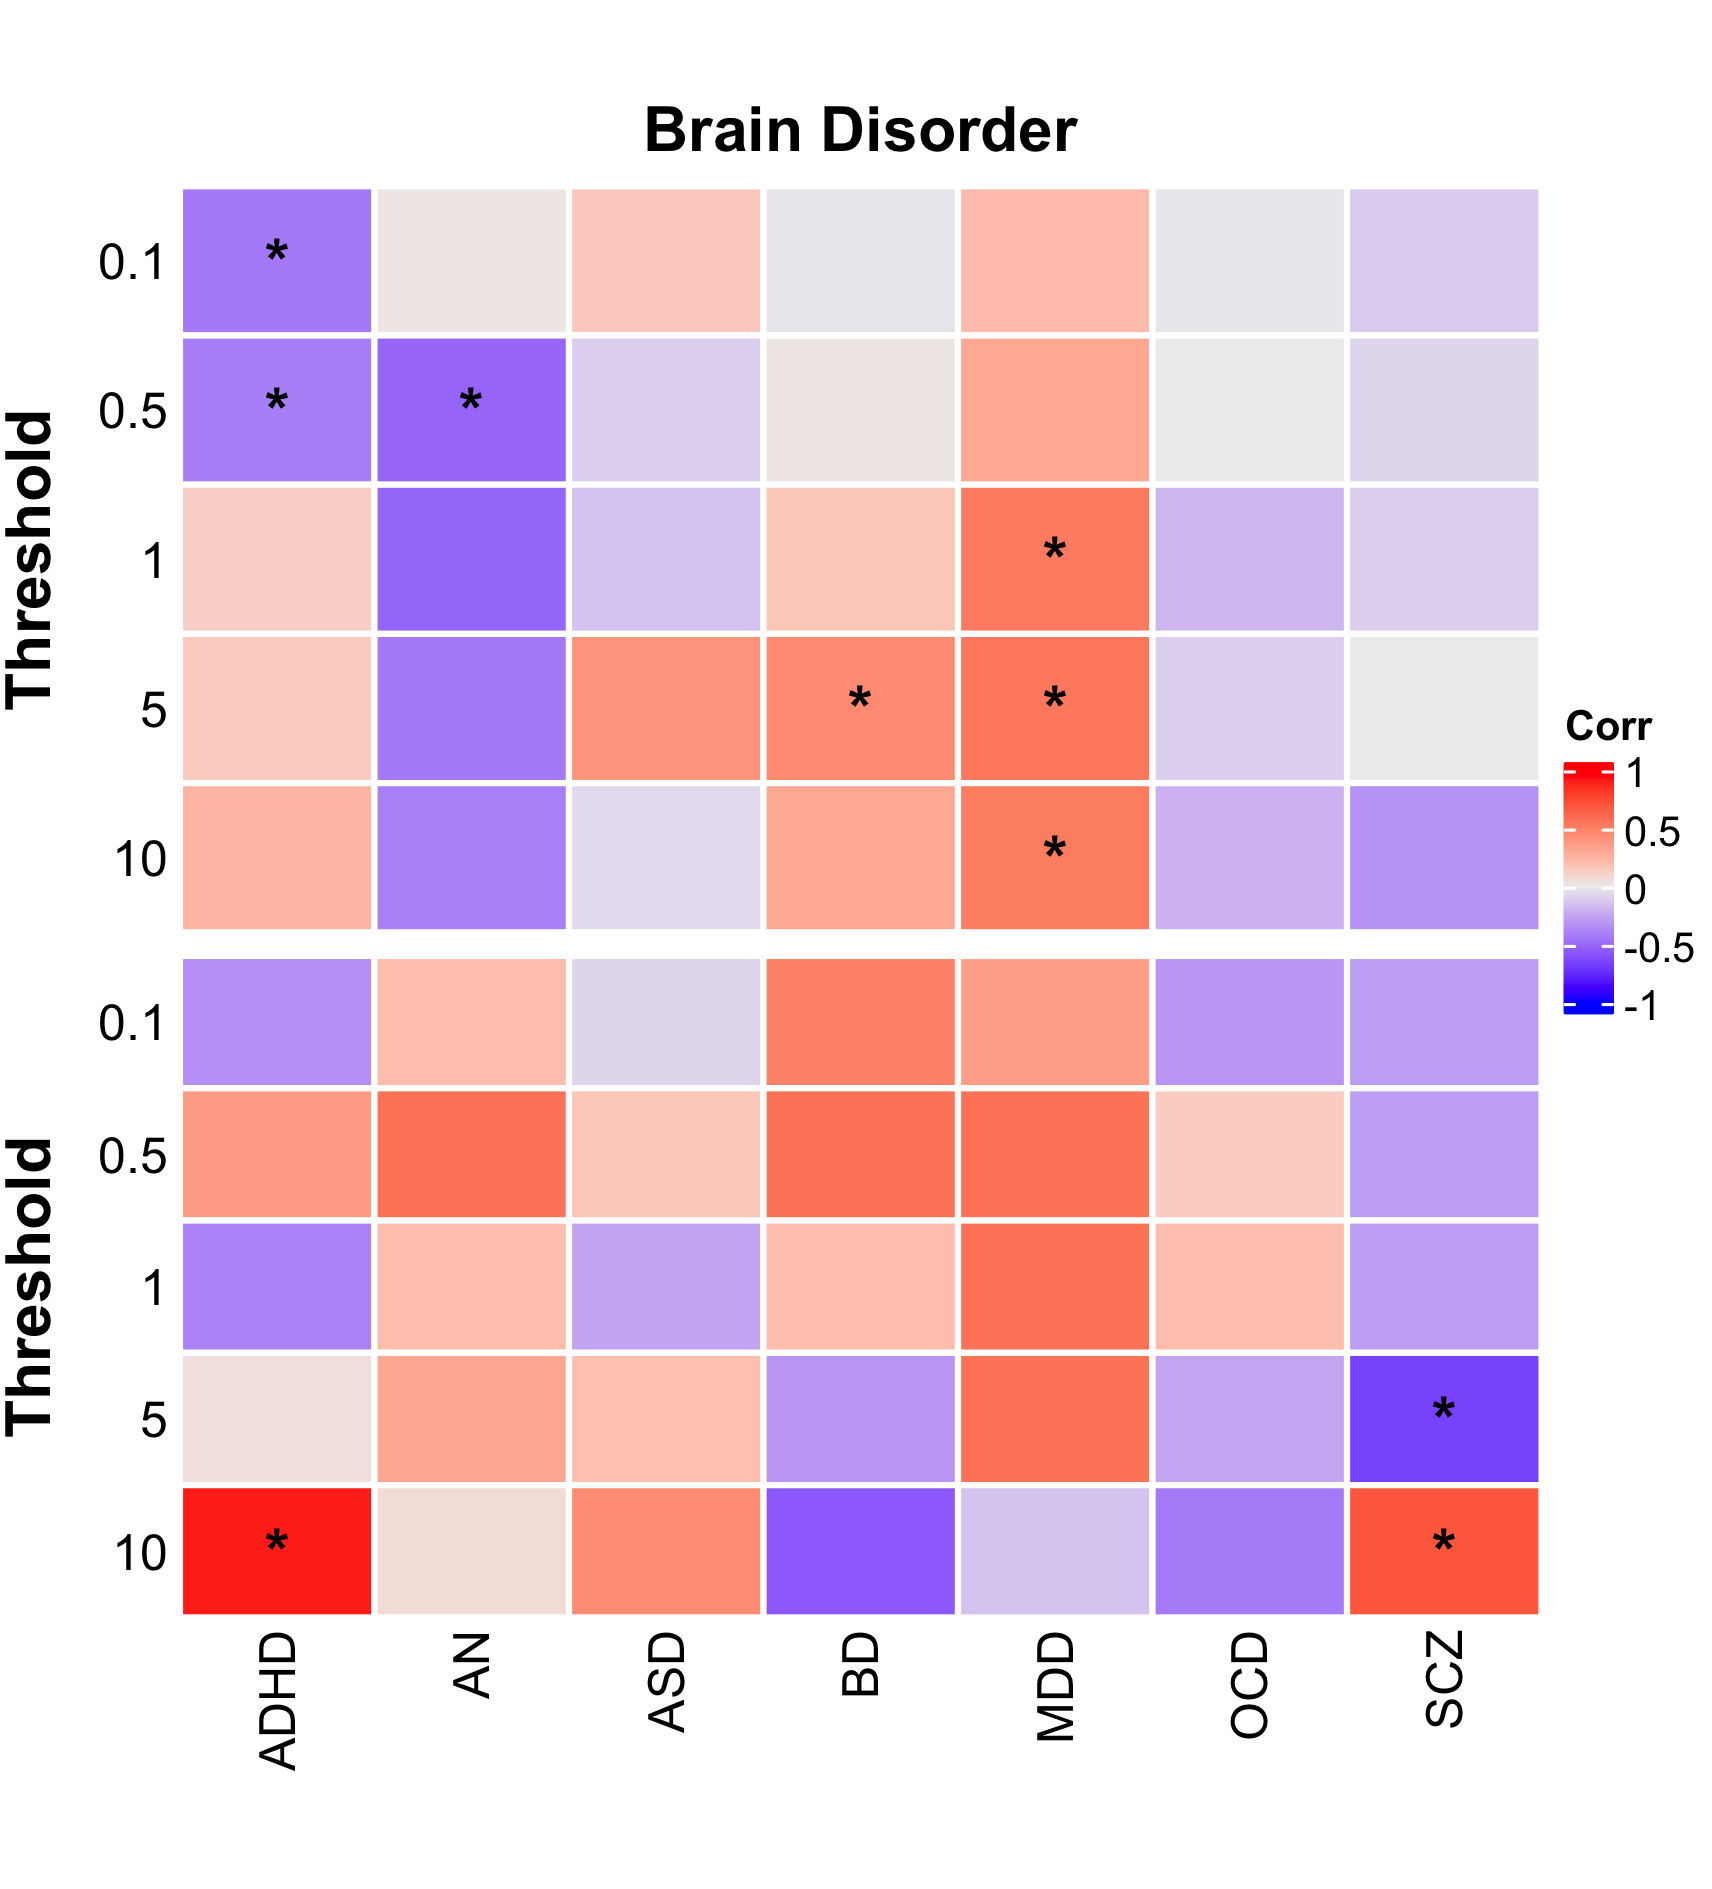 Brain Disorder
Threshold
0.1 *
0.5 * *
1 *
5 * *
10 *
Threshold
0.1
0.5
1
5 *
10 * *
ADHD AN ASD BD MDD OCD SCZ
Corr
1
0.5
0
-0.5
-1